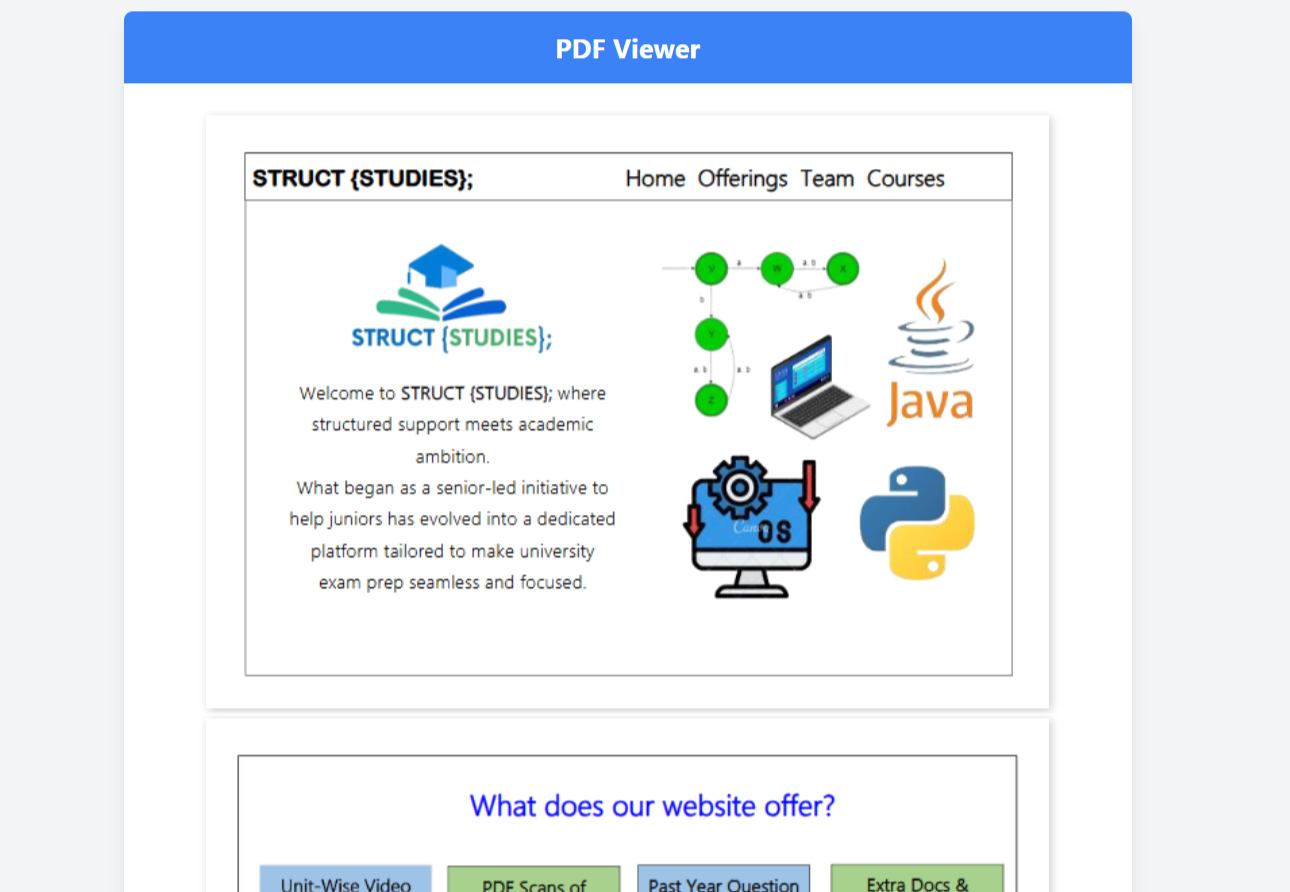 PDF Viewer
STRUCT {STUDIES};
Home Offerings Team Courses
STRUCT {STUDIES};
Welcome to STRUCT {STUDIES}; where
structured support meets academic
ambition.
What began as a senior-led initiative to
help juniors has evolved into a dedicated
platform tailored to make university
exam prep seamless and focused.
V
a
W
a b
X
a b
b
Y
a b
a b
Z
Java
OS
What does our website offer?
Unit-Wise Video
PDF Scans of
Past Year Question
Extra Docs &